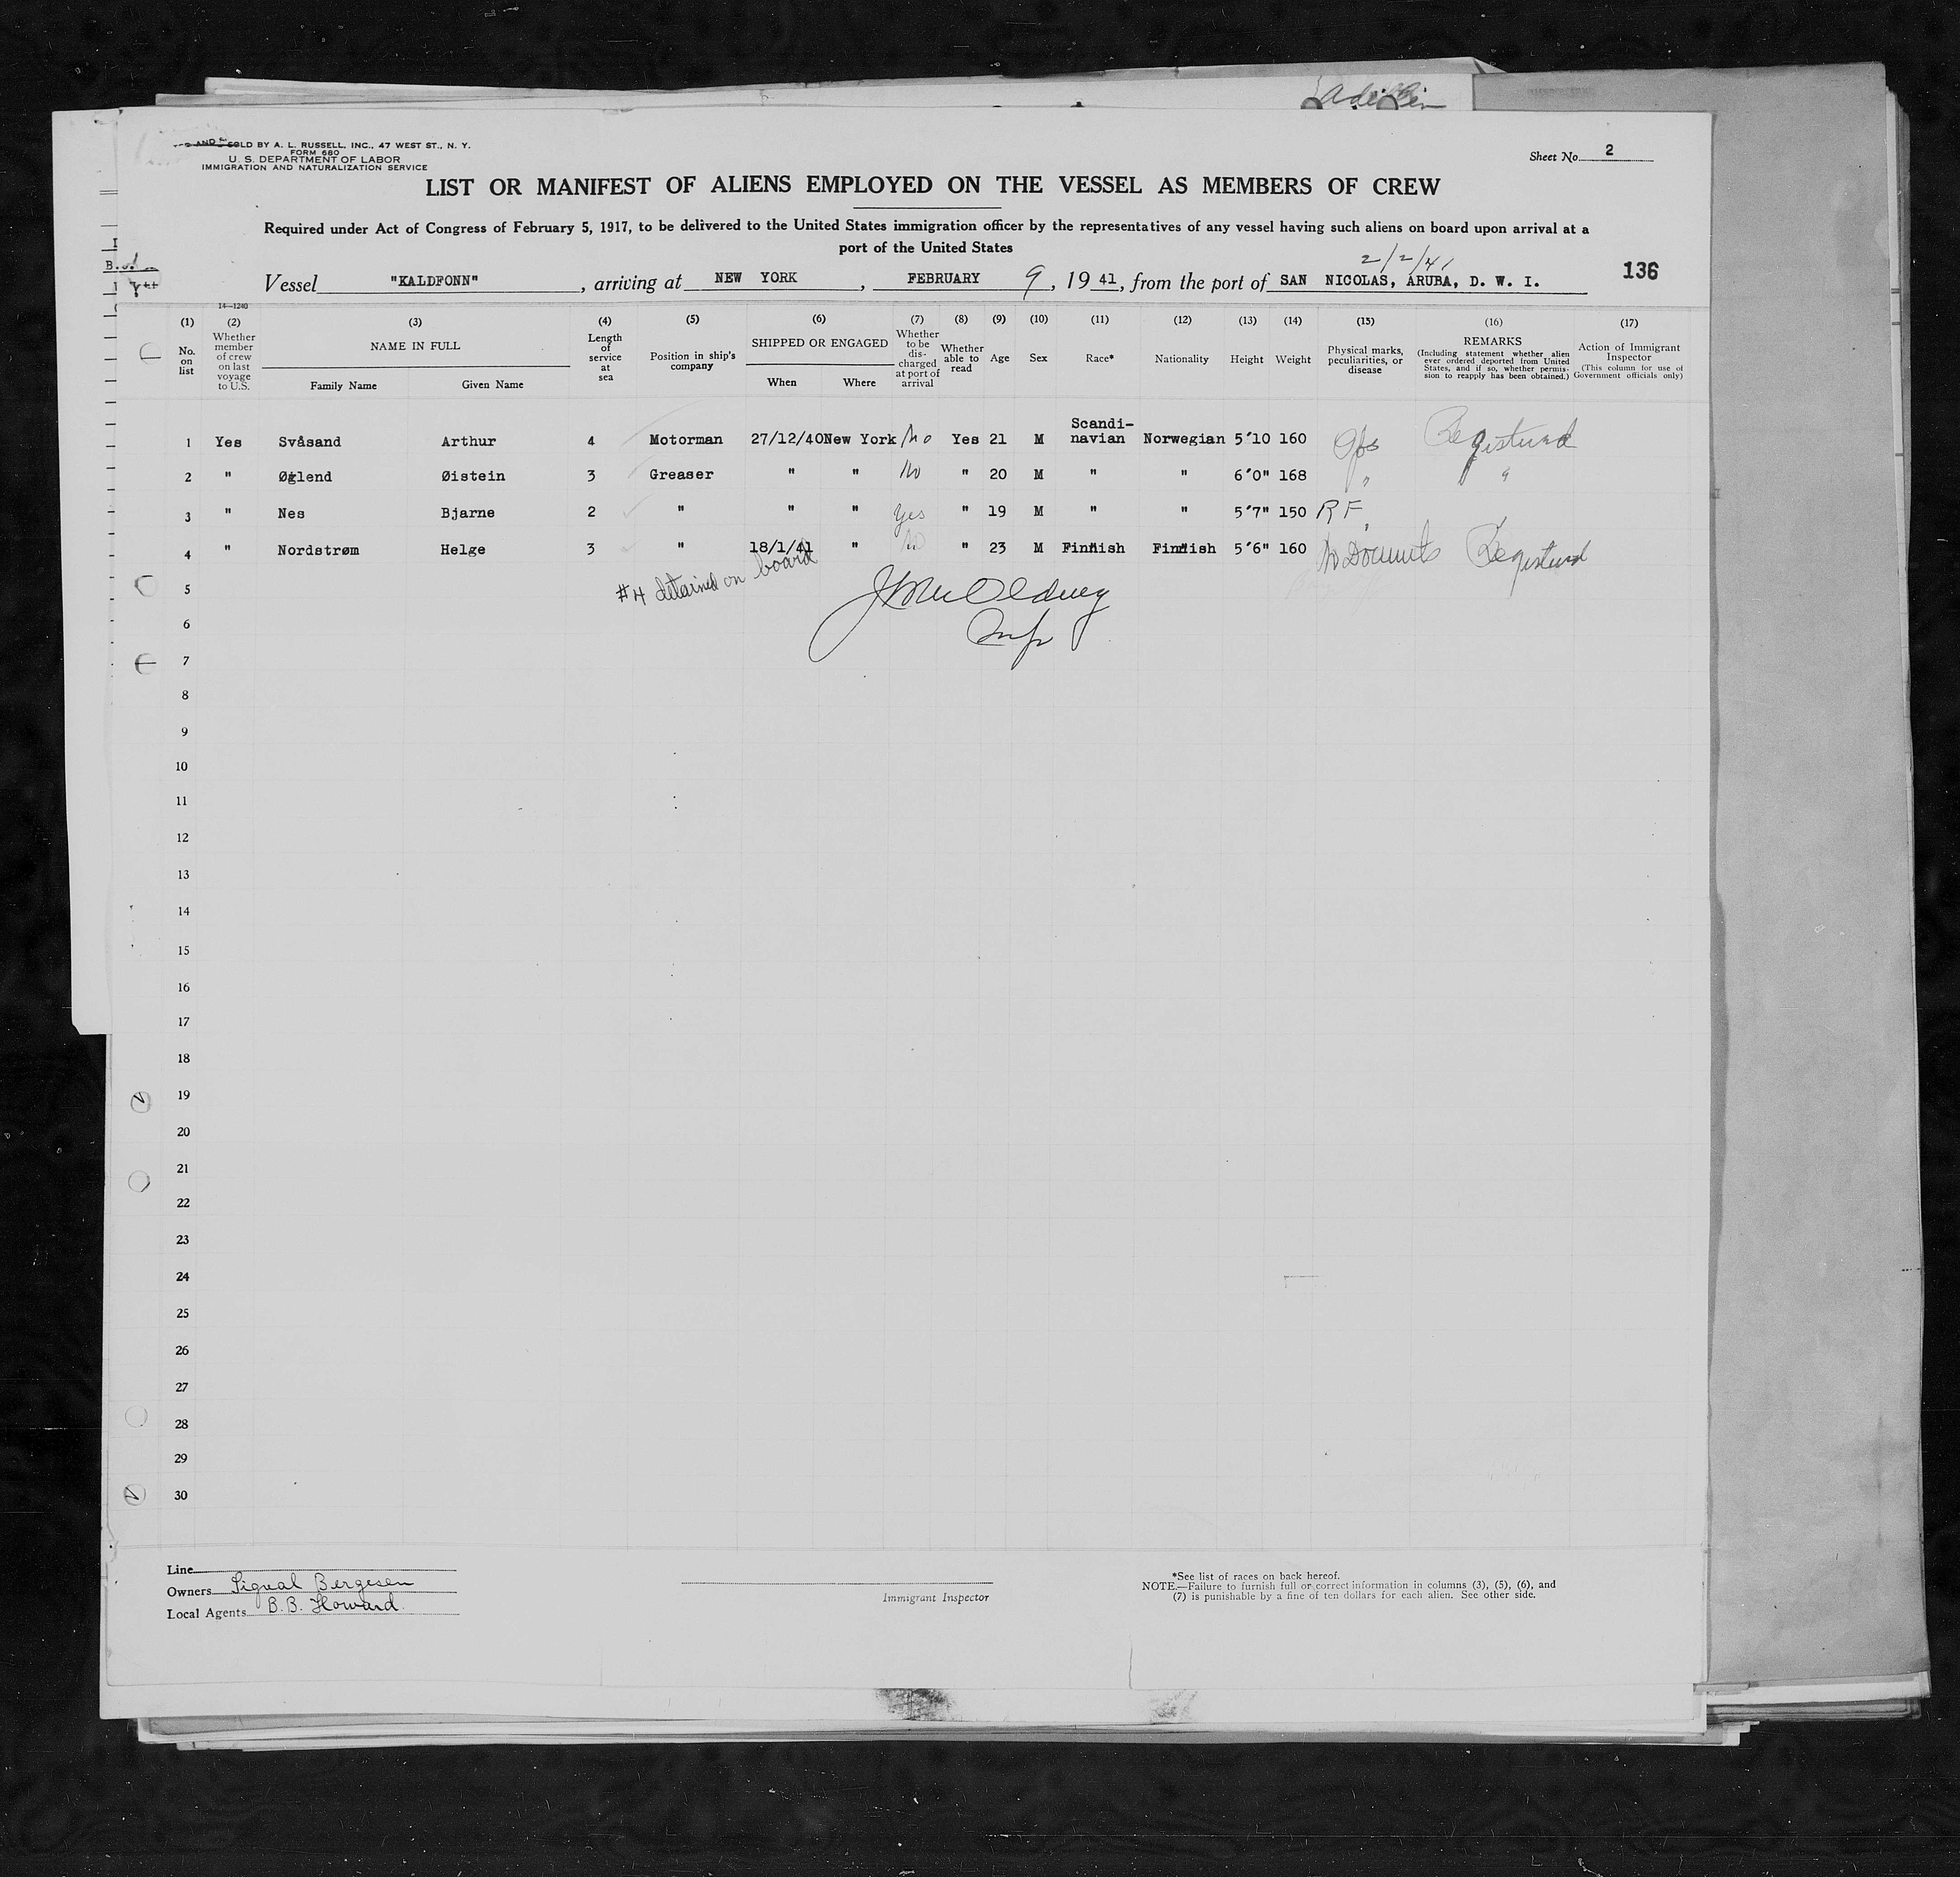 SOLD BY A. L. RUSSELL, INC., 47 WEST ST., N. Y.
FORM 680
U. S. DEPARTMENT OF LABOR
IMMIGRATION AND NATURALIZATION SERVICE
Sheet No. 2
LIST OR MANIFEST OF ALIENS EMPLOYED ON THE VESSEL AS MEMBERS OF CREW
Required under Act of Congress of February 5, 1917, to be delivered to the United States immigration officer by the representatives of any vessel having such aliens on board upon arrival at a
port of the United States
2/2/41
Vessel "KALDFONN", arriving at NEW YORK, FEBRUARY 9, 19 41, from the port of SAN NICOLAS, ARUBA, D. W. I. 136
14—1240
(1) (2) (3) (4) (5) (6) (7) (8) (9) (10) (11) (12) (13) (14) (15) (16) (17)
No. on list
Whether member of crew on last voyage to U.S.
NAME IN FULL
Family Name Given Name
Length of service at sea
Position in ship's company
SHIPPED OR ENGAGED
When Where
Whether to be discharged at port of arrival
Whether able to read
Age
Sex
Race*
Nationality
Height
Weight
Physical marks, peculiarities, or disease
REMARKS
(Including statement whether alien ever ordered deported from United States, and if so, whether permission to reapply has been obtained.)
Action of Immigrant Inspector
(This column for use of Government officials only)
1 Yes Svåsand Arthur 4 Motorman 27/12/40 New York No Yes 21 M Scandi-navian Norwegian 5'10 160 Registered
2 " Øglend Øistein 3 Greaser " " No " 20 M " " 6'0" 168 " "
3 " Nes Bjarne 2 " " " Yes " 19 M " " 5'7" 150 R F
4 " Nordstrøm Helge 3 " 18/1/41 " No " 23 M Finnish Finnish 5'6" 160 No Documents Registered
#4 detained on board
5
Insp
6
7
8
9
10
11
12
13
14
15
16
17
18
19
20
21
22
23
24
25
26
27
28
29
30
Line
Owners Sigval Bergesen
Local Agents B.B. Howard
Immigrant Inspector
*See list of races on back hereof.
NOTE.—Failure to furnish full or correct information in columns (3), (5), (6), and
(7) is punishable by a fine of ten dollars for each alien. See other side.